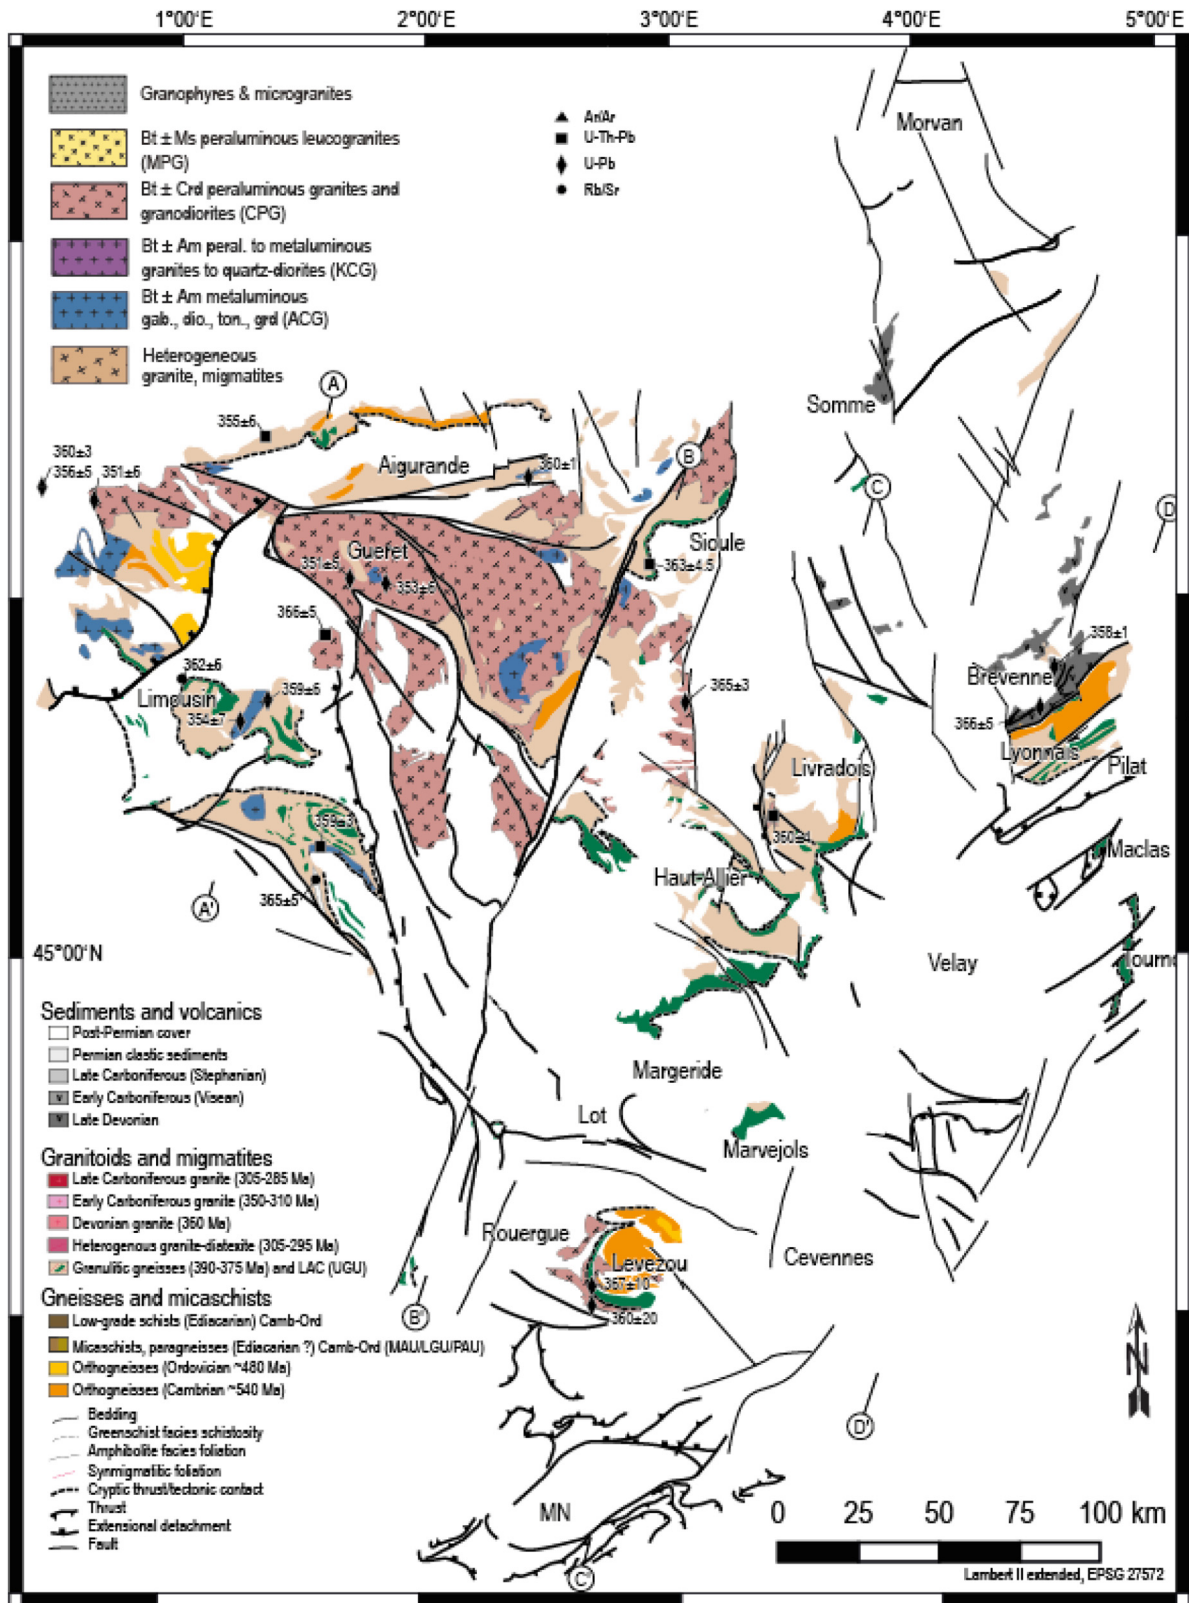 1°00'E 2°00'E 3°00'E 4°00'E 5°00'E
Granophyres & microgranites
Bt ± Ms peraluminous leucogranites
(MPG)
Bt ± Crd peraluminous granites and
granodiorites (CPG)
Bt ± Am peral. to metaluminous
granites to quartz-diorites (KCG)
Bt ± Am metaluminous
gab., dio., ton., grd (ACG)
Heterogeneous
granite, migmatites
Ar/Ar
U-Th-Pb
U-Pb
Rb/Sr
Morvan
Somme
A
355±6
360±3
356±5
351±6
Aigurande
360±1
B
C
D
Sioule
363±4.5
Gueret
351±5
353±6
366±5
362±6
Limousin
359±6
354±7
365±3
358±1
Brevenne
366±5
Lyonnais
Pilat
Livradois
360±4
359±3
365±5
A'
Haut-Allier
Maclas
45°00'N
Velay
Tourno
Margeride
Lot
Marvejols
Rouergue
Levezou
367±10
360±20
Cevennes
B'
D'
MN
C
N
Sediments and volcanics
Post-Permian cover
Permian clastic sediments
Late Carboniferous (Stephanian)
Early Carboniferous (Visean)
Late Devonian
Granitoids and migmatites
Late Carboniferous granite (305-285 Ma)
Early Carboniferous granite (350-310 Ma)
Devonian granite (360 Ma)
Heterogenous granite-diatexite (305-295 Ma)
Granulitic gneisses (390-375 Ma) and LAC (UGU)
Gneisses and micaschists
Low-grade schists (Ediacarian) Camb-Ord
Micaschists, paragneisses (Ediacarian ?) Camb-Ord (MAU/LGU/PAU)
Orthogneisses (Ordovician ~480 Ma)
Orthogneisses (Cambrian ~540 Ma)
Bedding
Greenschist facies schistosity
Amphibolite facies foliation
Synmigmatitic foliation
Cryptic thrust/tectonic contact
Thrust
Extensional detachment
Fault
0 25 50 75 100 km
Lambert II extended, EPSG 27572